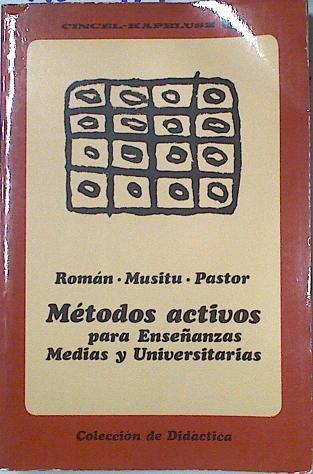 CINCEL-KAPELUSZ
Román · Musitu · Pastor
Métodos activos
para Enseñanzas
Medias y Universitarias
Colección de Didáctica